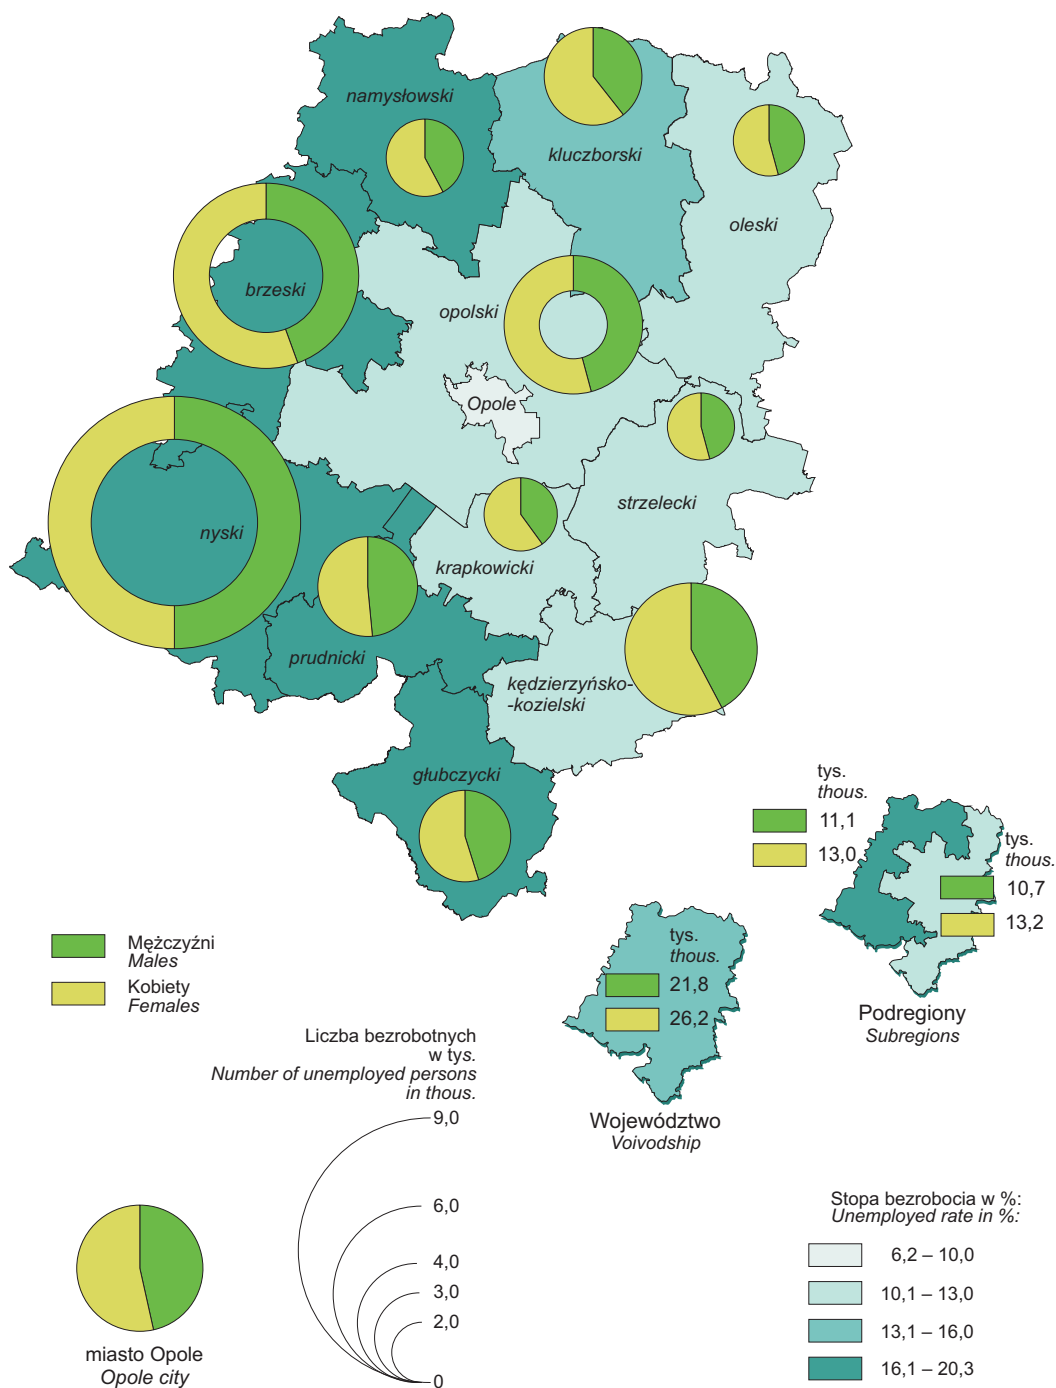 namysłowski
kluczborski
oleski
brzeski
opolski
Opole
strzelecki
nyski
krapkowicki
prudnicki
kędzierzyńsko-
-kozielski
głubczycki
tys.
thous.
11,1
13,0
tys.
thous.
10,7
13,2
Podregiony
Subregions
Mężczyźni
Males
Kobiety
Females
tys.
thous.
21,8
26,2
Województwo
Voivodship
Liczba bezrobotnych
w tys.
Number of unemployed persons
in thous.
9,0
6,0
4,0
3,0
2,0
0
miasto Opole
Opole city
Stopa bezrobocia w %:
Unemployed rate in %:
6,2 – 10,0
10,1 – 13,0
13,1 – 16,0
16,1 – 20,3